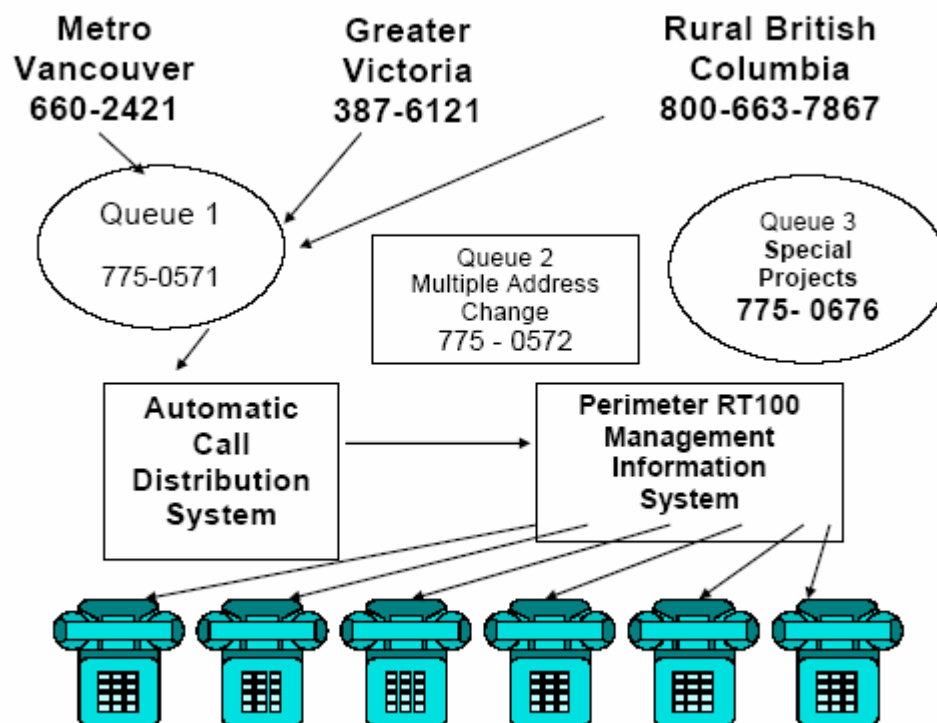 Metro
Vancouver
660-2421
Greater
Victoria
387-6121
Rural British
Columbia
800-663-7867
Queue 1
775-0571
Queue 2
Multiple Address
Change
775 - 0572
Queue 3
Special
Projects
775- 0676
Automatic
Call
Distribution
System
Perimeter RT100
Management
Information
System